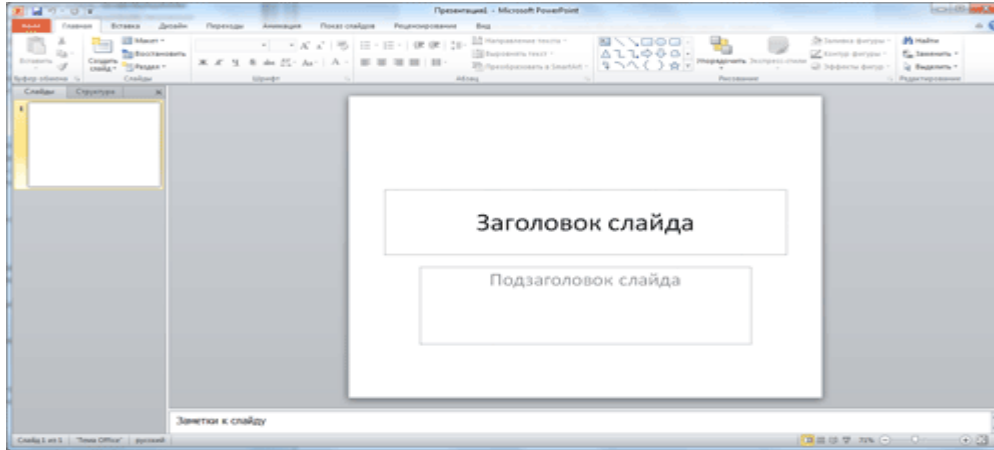 Презентация1 - Microsoft PowerPoint
Файл Главная Вставка Дизайн Переходы Анимация Показ слайдов Рецензирование Вид
Макет
Восстановить
Раздел
Вставить
Создать слайд
Направление текста
Выровнять текст
Преобразовать в SmartArt
Упорядочить Экспресс-стили
Заливка фигуры
Контур фигуры
Эффекты фигур
Найти
Заменить
Выделить
Буфер обмена Слайды Шрифт Абзац Рисование Редактирование
Слайды Структура
1
Заголовок слайда
Подзаголовок слайда
Заметки к слайду
Слайд 1 из 1 "Тема Office" русский 72%